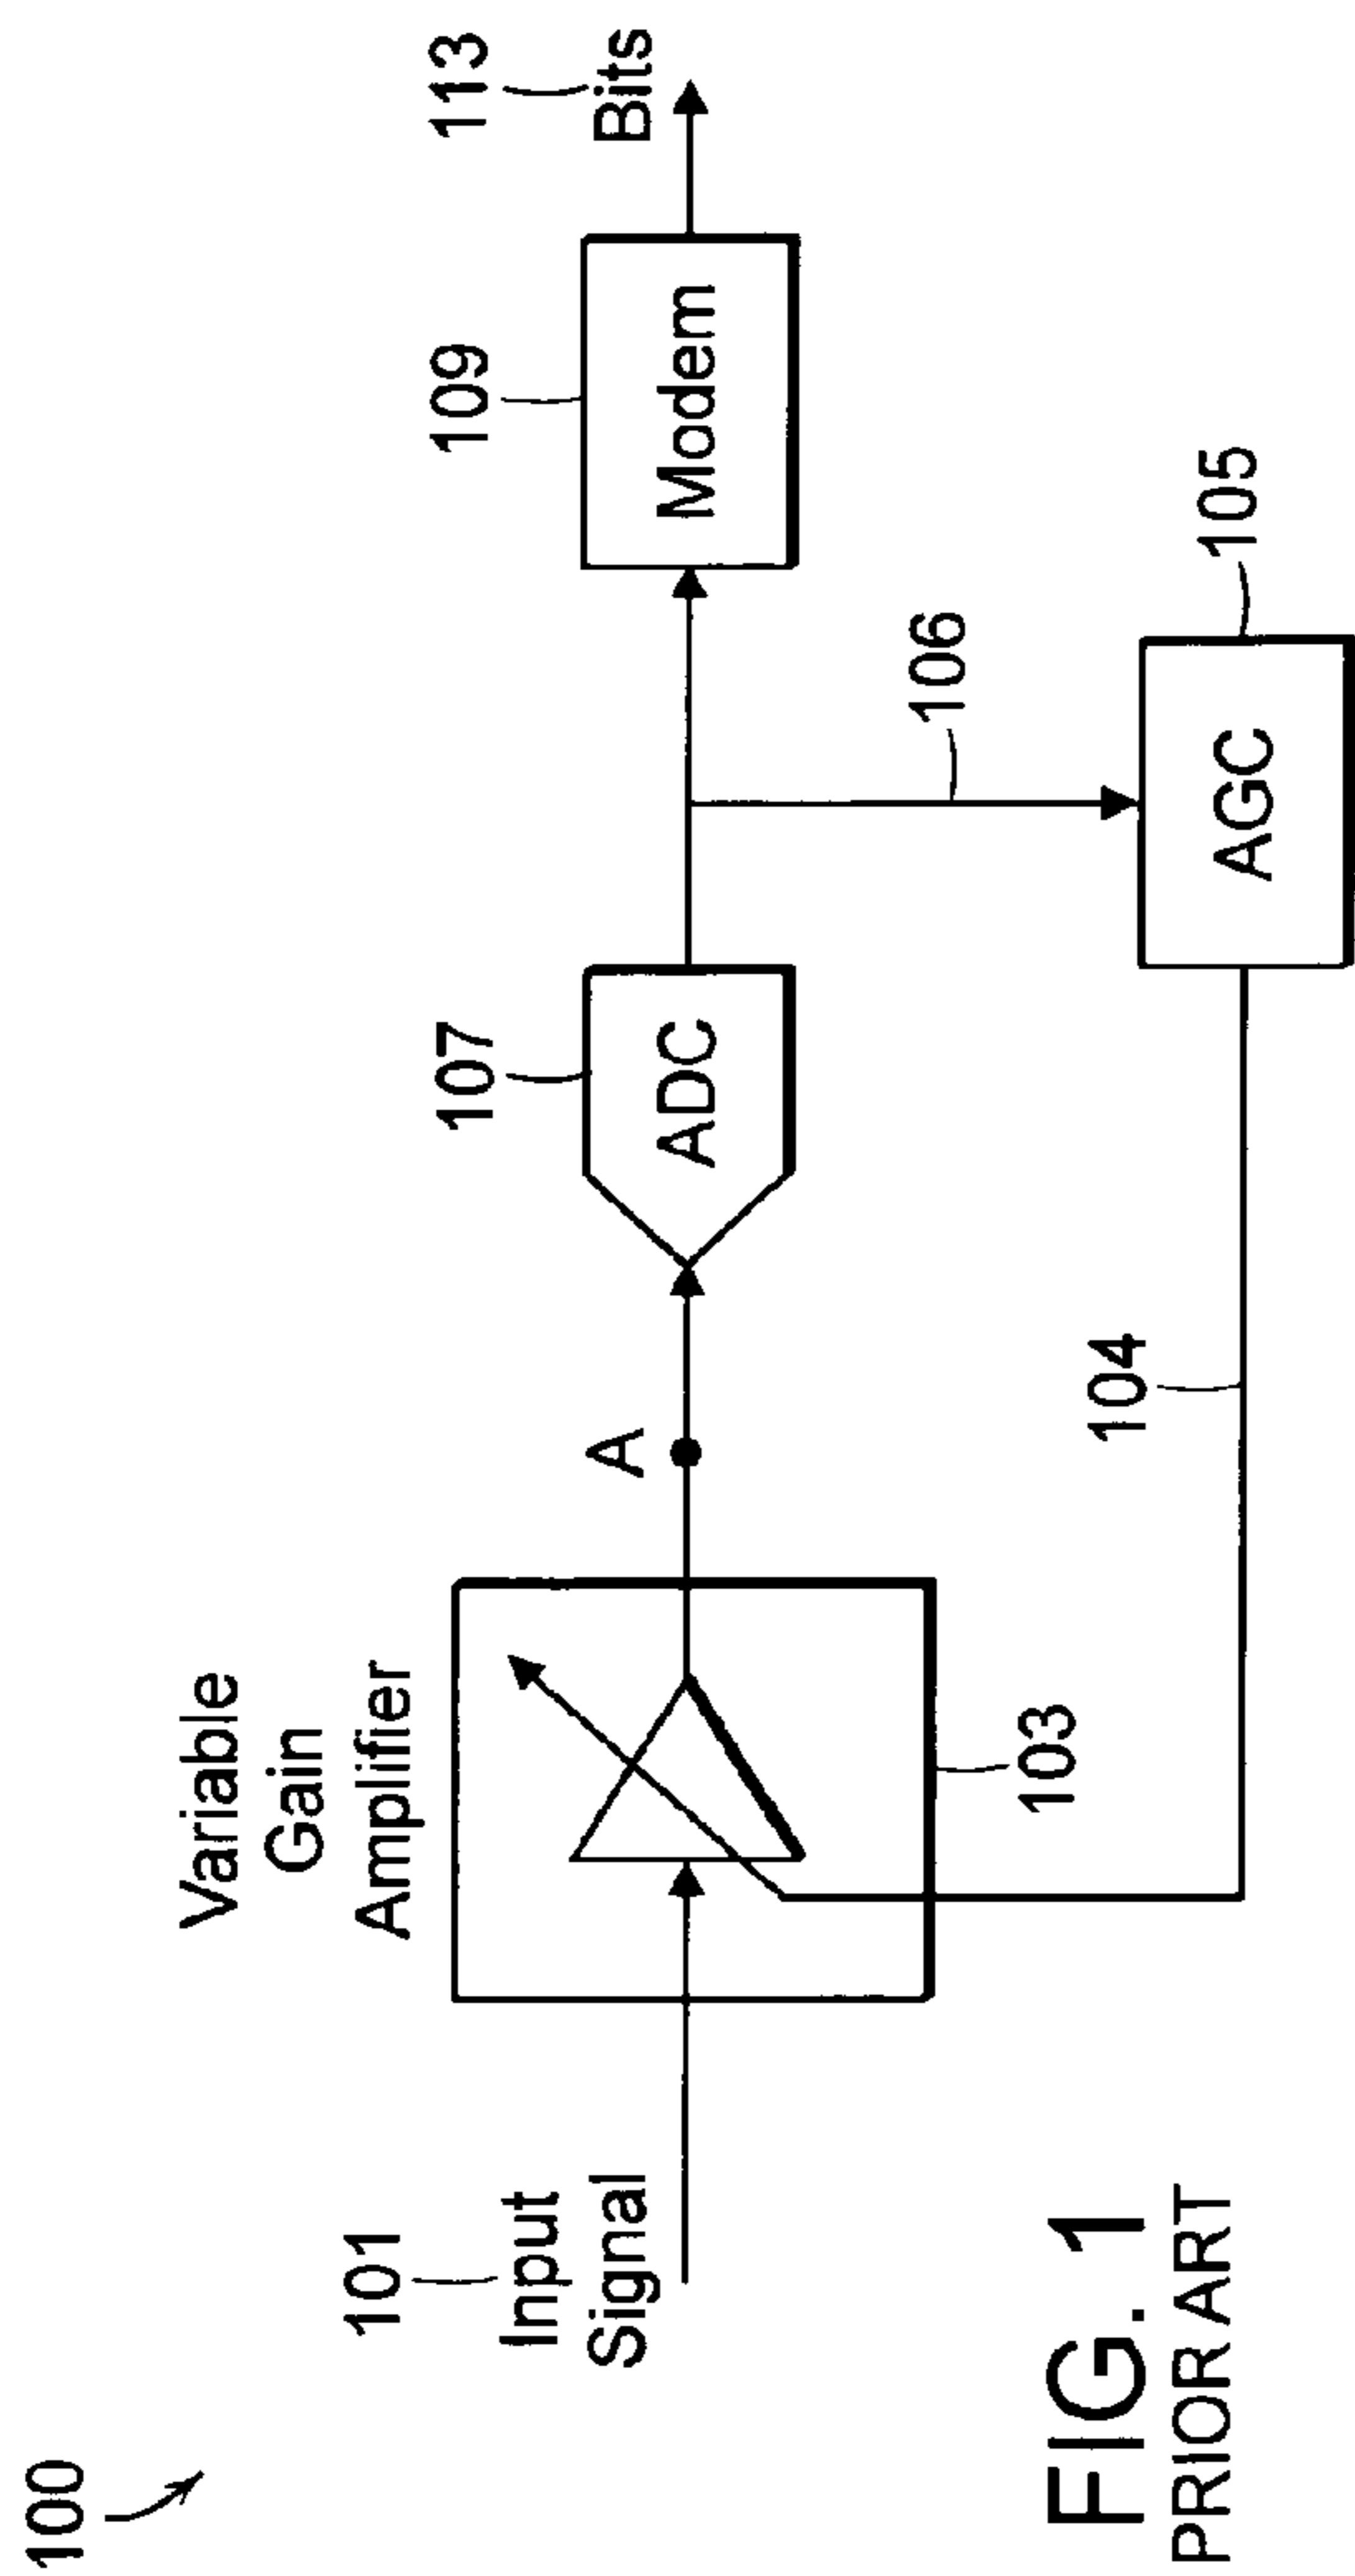 100
101
Input
Signal
Variable
Gain
Amplifier
103
A
104
107
ADC
106
105
AGC
109
Modem
113
Bits
FIG. 1
PRIOR ART